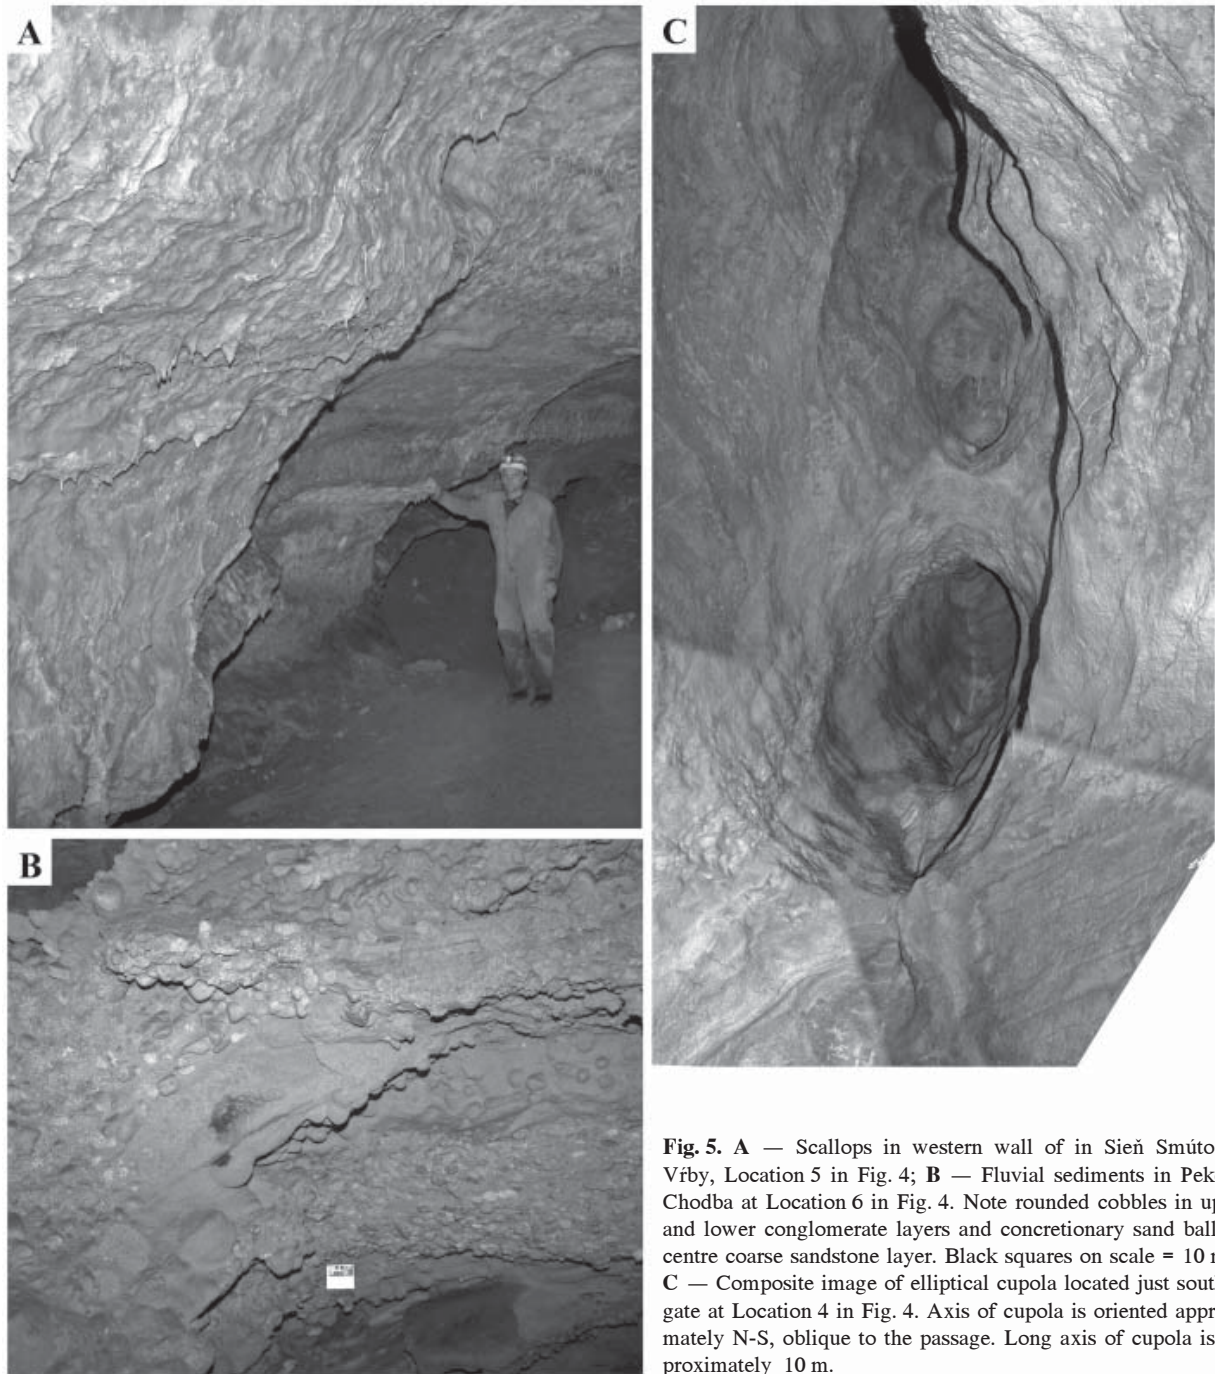 A
C
B
Fig. 5. A — Scallops in western wall of in Sieň Smúto
Vŕby, Location 5 in Fig. 4; B — Fluvial sediments in Pek
Chodba at Location 6 in Fig. 4. Note rounded cobbles in up
and lower conglomerate layers and concretionary sand ball
centre coarse sandstone layer. Black squares on scale = 10 m
C — Composite image of elliptical cupola located just sout
gate at Location 4 in Fig. 4. Axis of cupola is oriented appr
mately N-S, oblique to the passage. Long axis of cupola is
proximately 10 m.